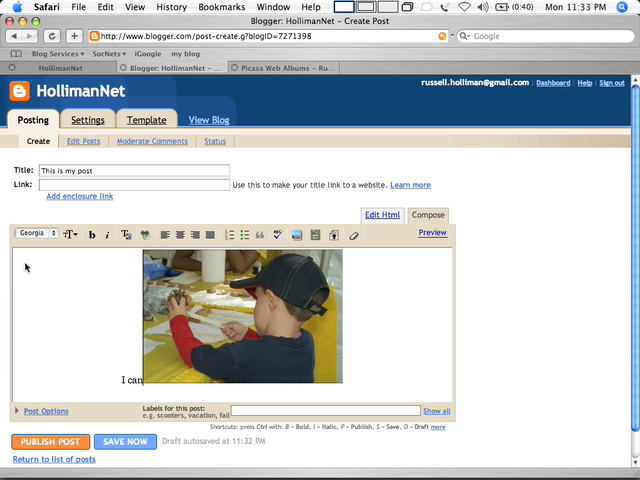 Safari File Edit View History Bookmarks Window Help (0:40) Mon 11:33 PM
Blogger: HollimanNet - Create Post
http://www.blogger.com/post-create.g?blogID=7271398 Google
Blog Services SocNets iGoogle my blog
HollimanNet Blogger: HollimanNet - ... Picasa Web Albums - Ru...
russell.holliman@gmail.com Dashboard Help Sign out
HollimanNet
Posting Settings Template View Blog
Create Edit Posts Moderate Comments Status
Title: This is my post
Link: Use this to make your title link to a website. Learn more
Add enclosure link
Edit Html Compose
Georgia T b i ABC Preview
I can
Post Options Labels for this post: Show all
e.g. scooters, vacation, fall
Shortcuts: press Ctrl with: B = Bold, I = Italic, P = Publish, S = Save, D = Draft more
PUBLISH POST SAVE NOW Draft autosaved at 11:32 PM
Return to list of posts